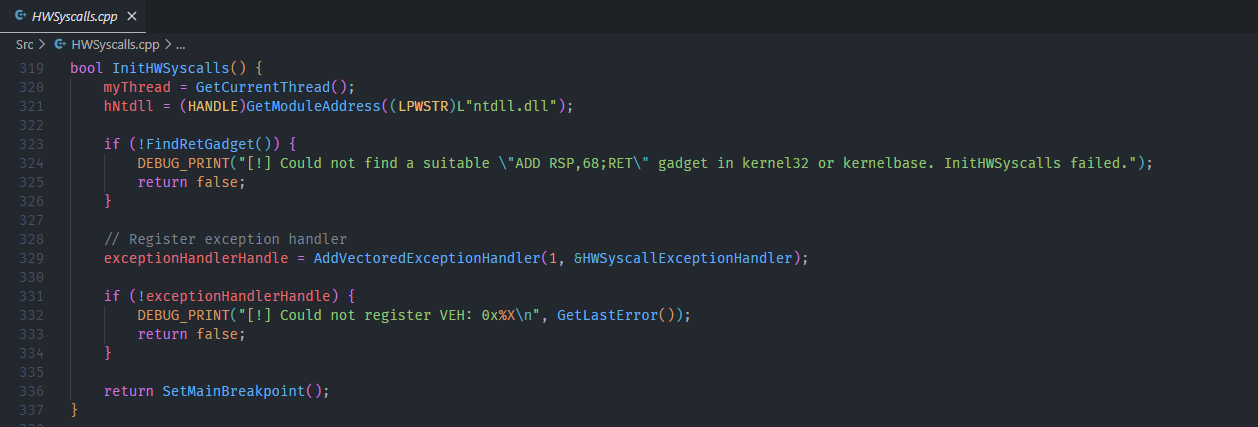 HWSyscalls.cpp ×
Src > HWSyscalls.cpp > ...
319 bool InitHWSyscalls() {
320     myThread = GetCurrentThread();
321     hNtdll = (HANDLE)GetModuleAddress((LPWSTR)L"ntdll.dll");
322
323     if (!FindRetGadget()) {
324         DEBUG_PRINT("[!] Could not find a suitable \"ADD RSP,68;RET\" gadget in kernel32 or kernelbase. InitHWSyscalls failed.");
325         return false;
326     }
327
328     // Register exception handler
329     exceptionHandlerHandle = AddVectoredExceptionHandler(1, &HWSyscallExceptionHandler);
330
331     if (!exceptionHandlerHandle) {
332         DEBUG_PRINT("[!] Could not register VEH: 0x%X\n", GetLastError());
333         return false;
334     }
335
336     return SetMainBreakpoint();
337 }